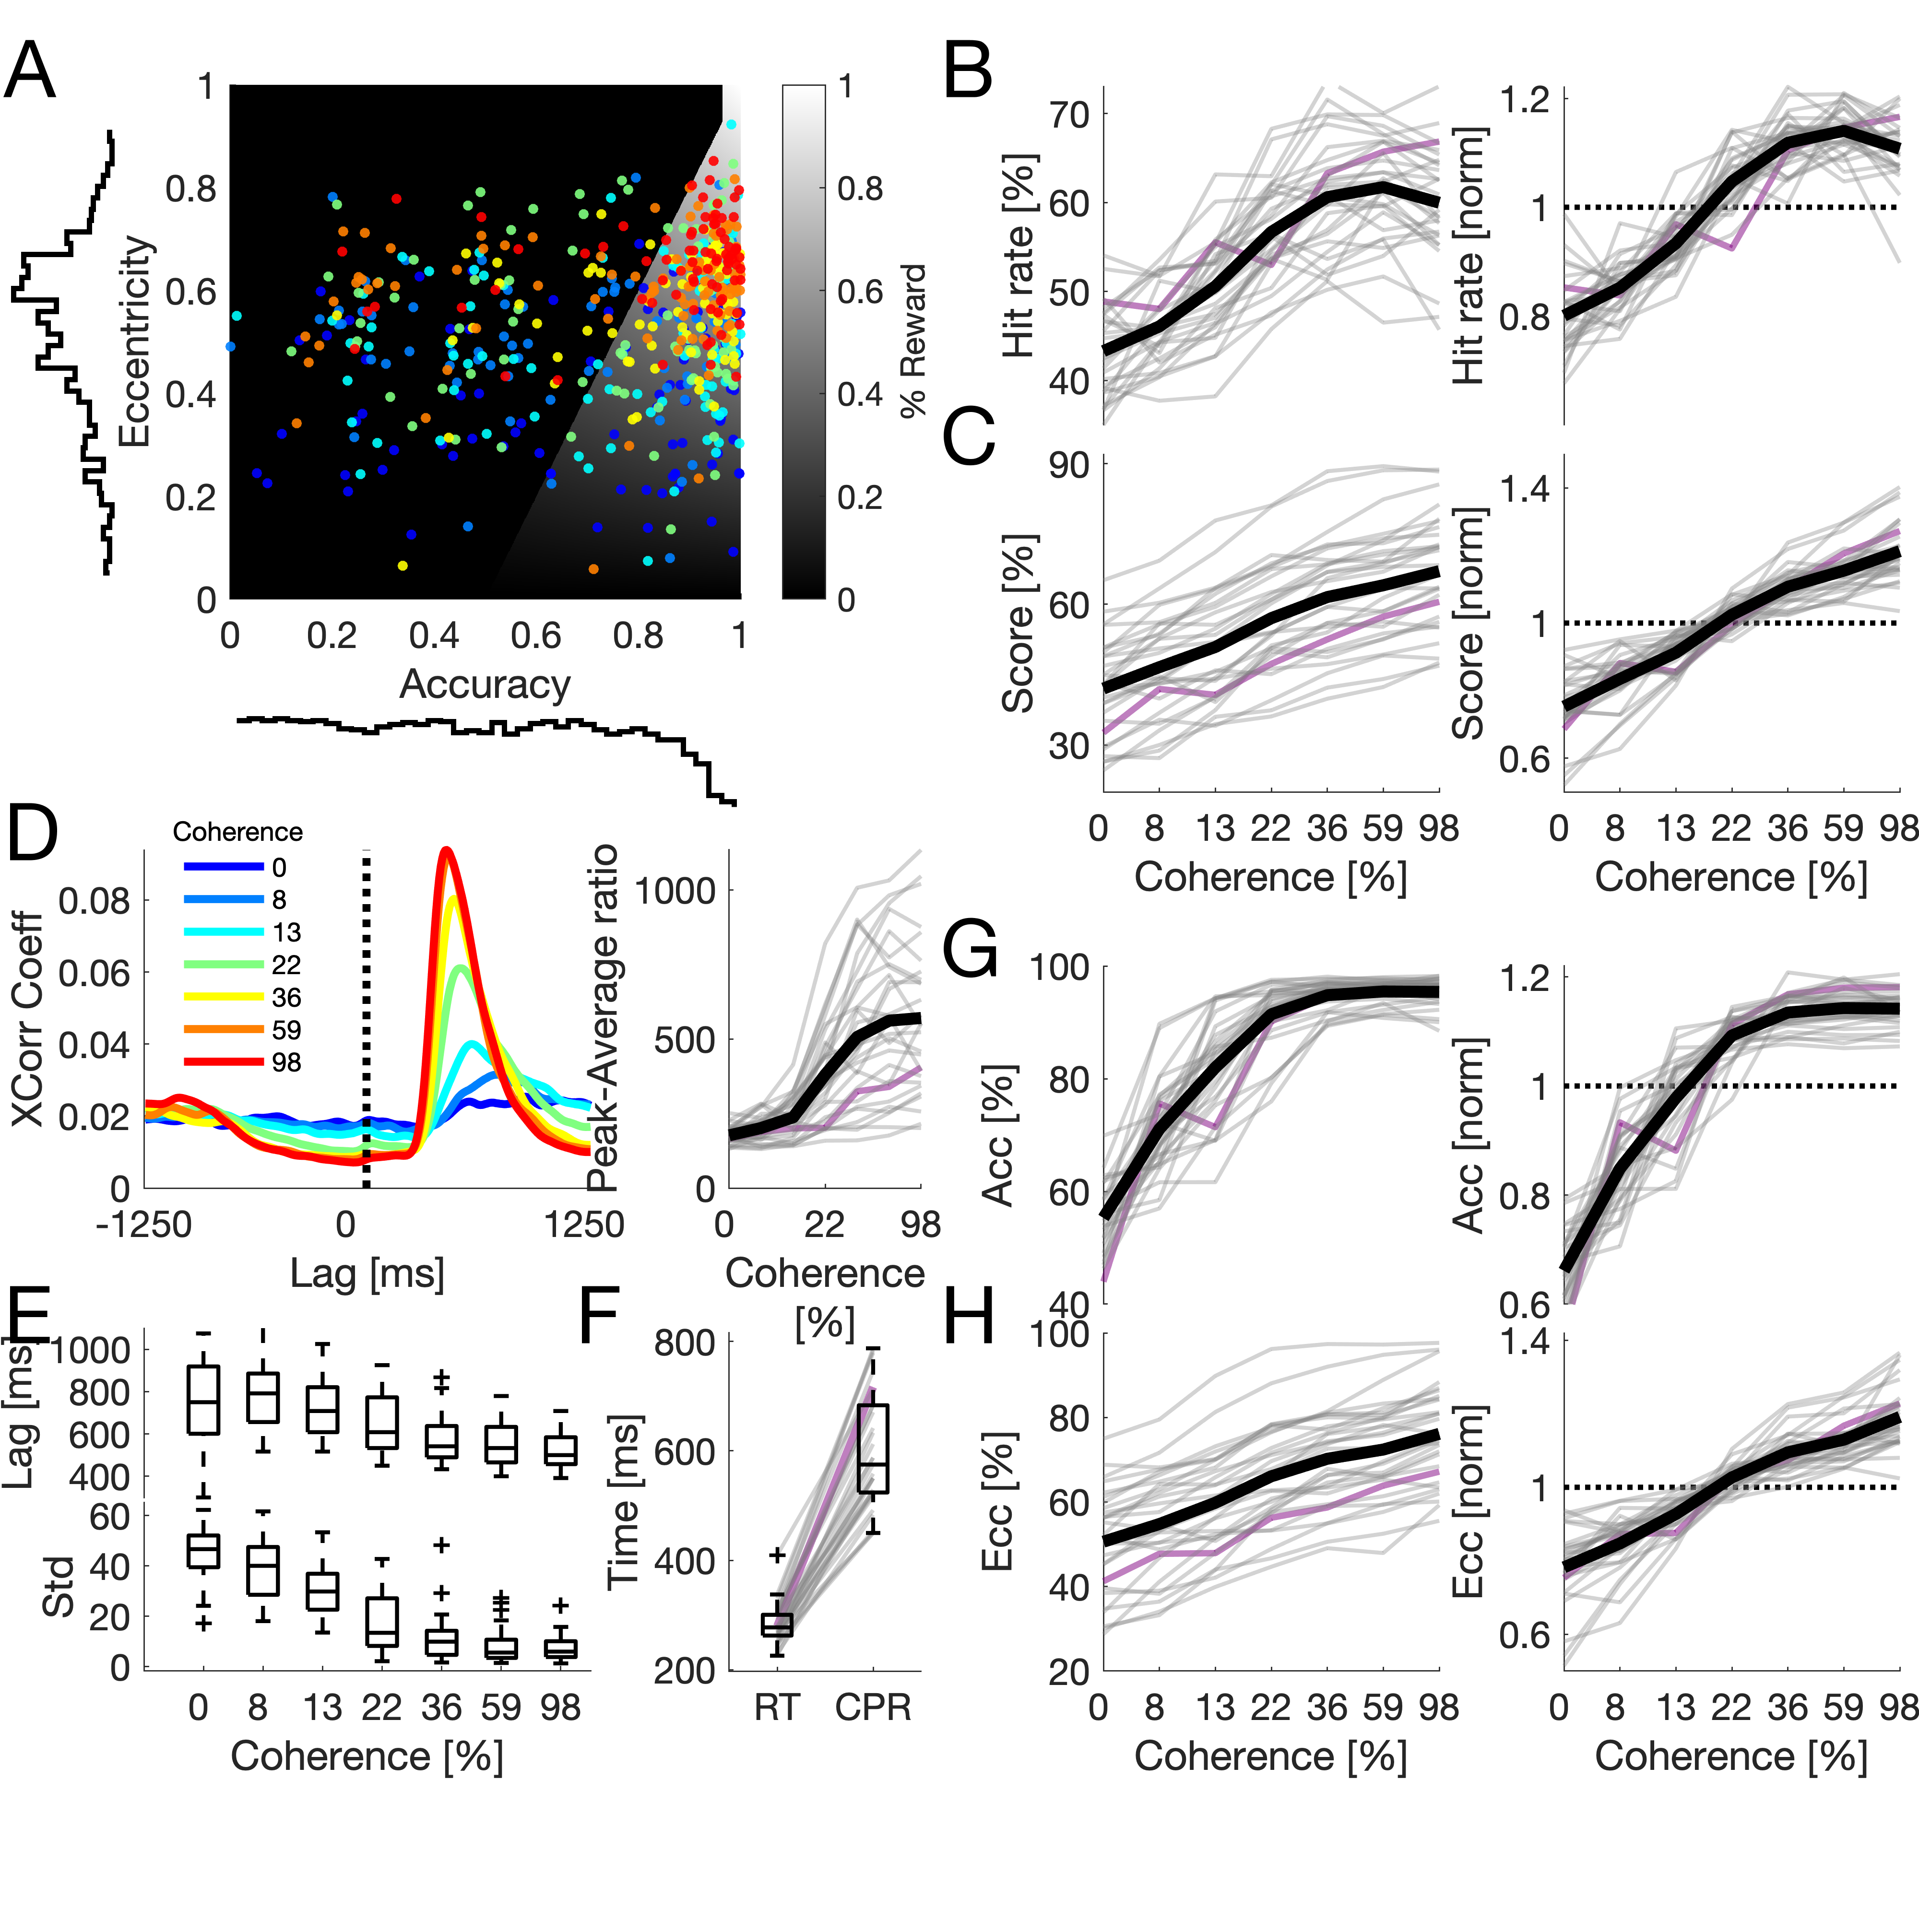 A
1
0.8
0.6
0.4
0.2
0
Eccentricity
0 0.2 0.4 0.6 0.8 1
Accuracy
1
0.8
0.6
0.4
0.2
0
% Reward
B
70
60
50
40
Hit rate [%]
1.2
1
0.8
Hit rate [norm]
C
90
60
30
Score [%]
0 8 13 22 36 59 98
Coherence [%]
1.4
1
0.6
Score [norm]
0 8 13 22 36 59 98
Coherence [%]
D
Coherence
0
8
13
22
36
59
98
0.08
0.06
0.04
0.02
0
XCorr Coeff
-1250 0 1250
Lag [ms]
1000
500
0
Peak-Average ratio
0 22 98
Coherence
[%]
E
1000
800
600
400
Lag [ms]
60
40
20
0
Std
0 8 13 22 36 59 98
Coherence [%]
F
800
600
400
200
Time [ms]
RT CPR
G
100
80
60
40
Acc [%]
1.2
1
0.8
0.6
Acc [norm]
H
100
80
60
40
20
Ecc [%]
0 8 13 22 36 59 98
Coherence [%]
1.4
1
0.6
Ecc [norm]
0 8 13 22 36 59 98
Coherence [%]